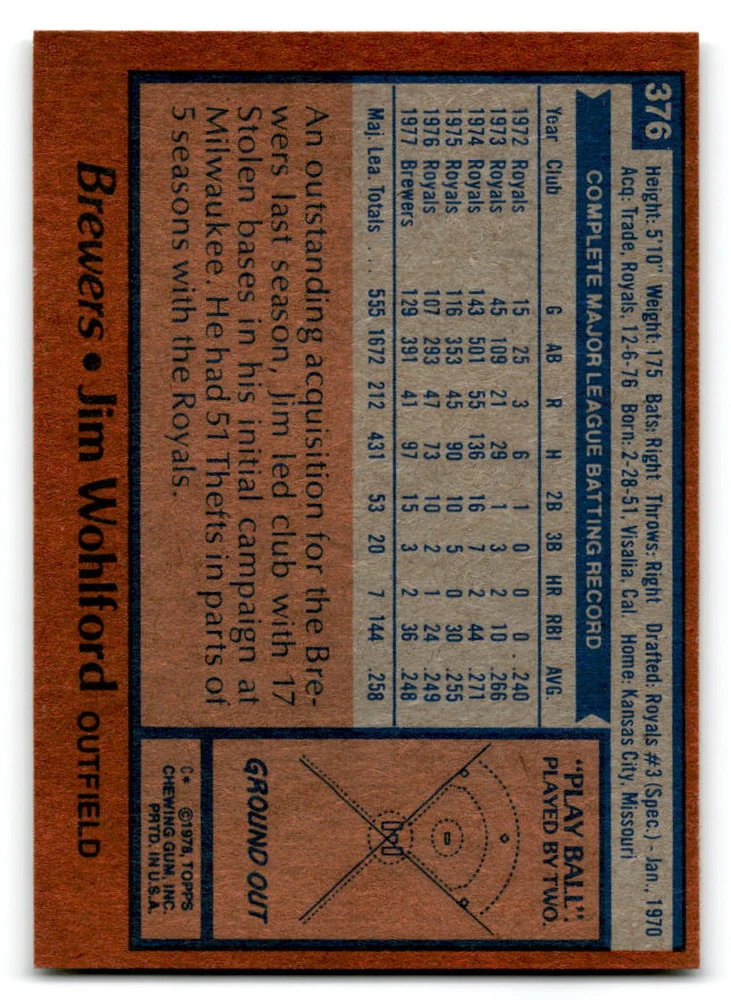 376
Height: 5'10" Weight: 175 Bats: Right Throws: Right Drafted: Royals #3 (Spec.) - Jan., 1970
Acq: Trade, Royals, 12-6-76 Born: 2-28-51, Visalia, Cal. Home: Kansas City, Missouri
COMPLETE MAJOR LEAGUE BATTING RECORD
Year Club G AB R H 2B 3B HR RBI AVG.
1972 Royals 15 25 3 6 1 0 0 0 .240
1973 Royals 45 109 21 29 1 3 2 10 .266
1974 Royals 143 501 55 136 16 7 2 44 .271
1975 Royals 116 353 45 90 10 5 0 30 .255
1976 Royals 107 293 47 73 10 2 1 24 .249
1977 Brewers 129 391 41 97 15 3 2 36 .248
Maj. Lea. Totals ... 555 1672 212 431 53 20 7 144 .258
An outstanding acquisition for the Bre-
wers last season, Jim led club with 17
Stolen bases in his initial campaign at
Milwaukee. He had 51 Thefts in parts of
5 seasons with the Royals.
"PLAY BALL"
PLAYED BY TWO.
GROUND OUT
C* ©1978 TOPPS
CHEWING GUM, INC.
PRTD. IN U.S.A.
Brewers • Jim Wohlford OUTFIELD